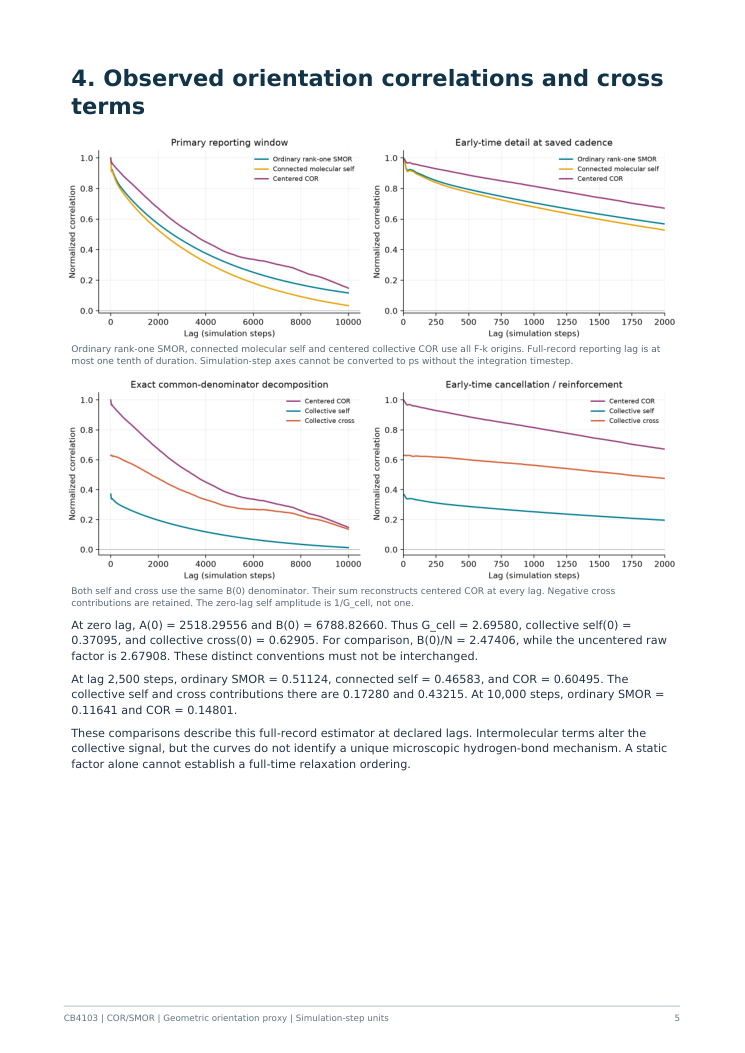 4. Observed orientation correlations and cross
terms
Primary reporting window
Normalized correlation
1.0
0.8
0.6
0.4
0.2
0.0
Ordinary rank-one SMOR
Connected molecular self
Centered COR
0 2000 4000 6000 8000 10000
Lag (simulation steps)
Early-time detail at saved cadence
Normalized correlation
1.0
0.8
0.6
0.4
0.2
0.0
Ordinary rank-one SMOR
Connected molecular self
Centered COR
0 250 500 750 1000 1250 1500 1750 2000
Lag (simulation steps)
Ordinary rank-one SMOR, connected molecular self and centered collective COR use all F-k origins. Full-record reporting lag is at
most one tenth of duration. Simulation-step axes cannot be converted to ps without the integration timestep.
Exact common-denominator decomposition
Normalized correlation
1.0
0.8
0.6
0.4
0.2
0.0
Centered COR
Collective self
Collective cross
0 2000 4000 6000 8000 10000
Lag (simulation steps)
Early-time cancellation / reinforcement
Normalized correlation
1.0
0.8
0.6
0.4
0.2
0.0
Centered COR
Collective self
Collective cross
0 250 500 750 1000 1250 1500 1750 2000
Lag (simulation steps)
Both self and cross use the same B(0) denominator. Their sum reconstructs centered COR at every lag. Negative cross
contributions are retained. The zero-lag self amplitude is 1/G_cell, not one.
At zero lag, A(0) = 2518.29556 and B(0) = 6788.82660. Thus G_cell = 2.69580, collective self(0) =
0.37095, and collective cross(0) = 0.62905. For comparison, B(0)/N = 2.47406, while the uncentered raw
factor is 2.67908. These distinct conventions must not be interchanged.
At lag 2,500 steps, ordinary SMOR = 0.51124, connected self = 0.46583, and COR = 0.60495. The
collective self and cross contributions there are 0.17280 and 0.43215. At 10,000 steps, ordinary SMOR =
0.11641 and COR = 0.14801.
These comparisons describe this full-record estimator at declared lags. Intermolecular terms alter the
collective signal, but the curves do not identify a unique microscopic hydrogen-bond mechanism. A static
factor alone cannot establish a full-time relaxation ordering.
CB4103 | COR/SMOR | Geometric orientation proxy | Simulation-step units
5